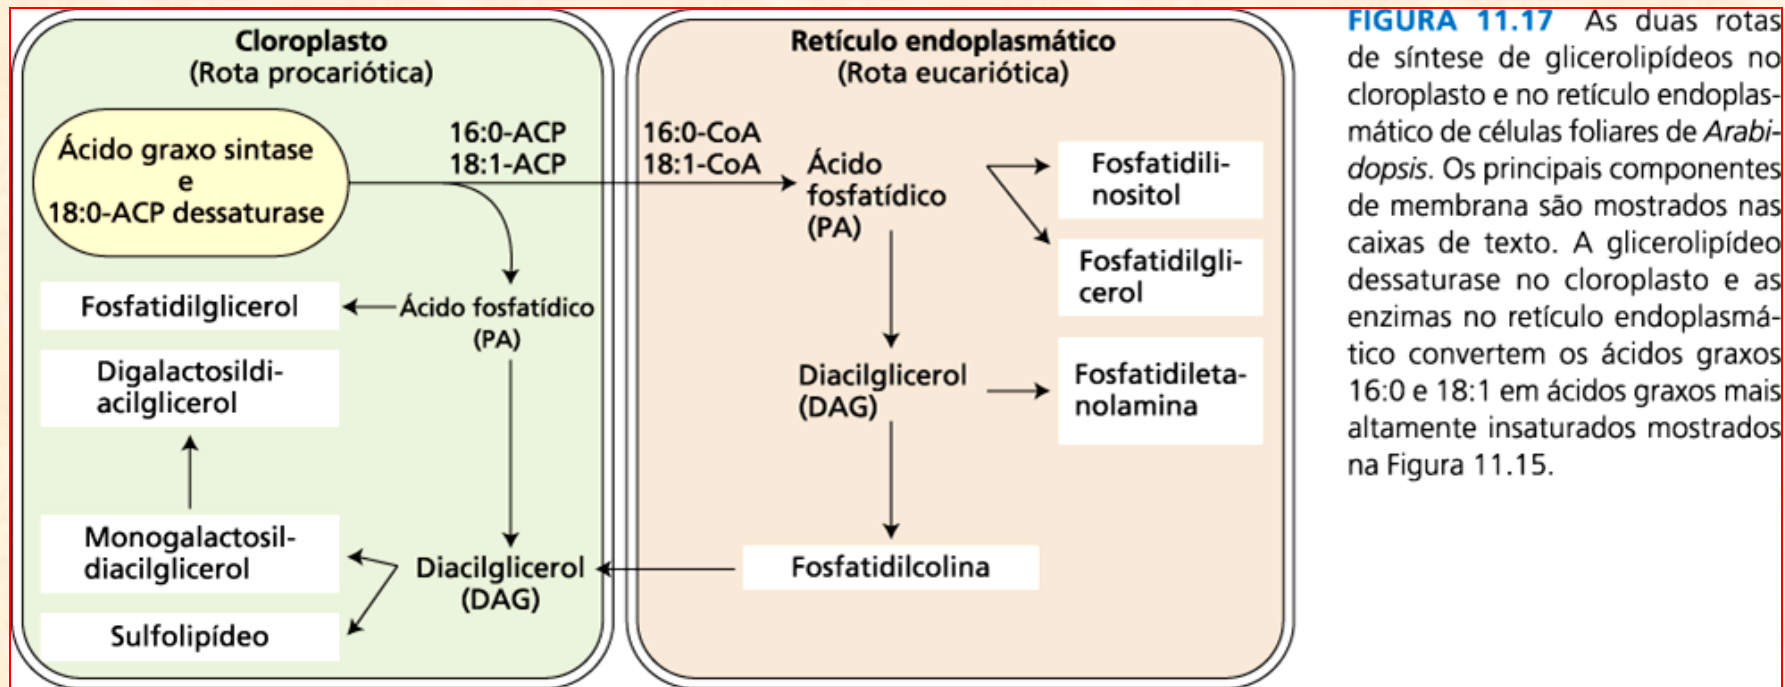 Cloroplasto
(Rota procariótica)
Ácido graxo sintase
e
18:0-ACP dessaturase
16:0-ACP
18:1-ACP
Fosfatidilglicerol
Ácido fosfatídico
(PA)
Digalactosildi-
acilglicerol
Monogalactosil-
diacilglicerol
Sulfolipídeo
Diacilglicerol
(DAG)
Retículo endoplasmático
(Rota eucariótica)
16:0-CoA
18:1-CoA
Ácido
fosfatídico
(PA)
Fosfatidili-
nositol
Fosfatidilgli-
cerol
Diacilglicerol
(DAG)
Fosfatidileta-
nolamina
Fosfatidilcolina
FIGURA 11.17 As duas rotas
de síntese de glicerolipídeos no
cloroplasto e no retículo endoplas-
mático de células foliares de Arabi-
dopsis. Os principais componentes
de membrana são mostrados nas
caixas de texto. A glicerolipídeo
dessaturase no cloroplasto e as
enzimas no retículo endoplasmá-
tico convertem os ácidos graxos
16:0 e 18:1 em ácidos graxos mais
altamente insaturados mostrados
na Figura 11.15.